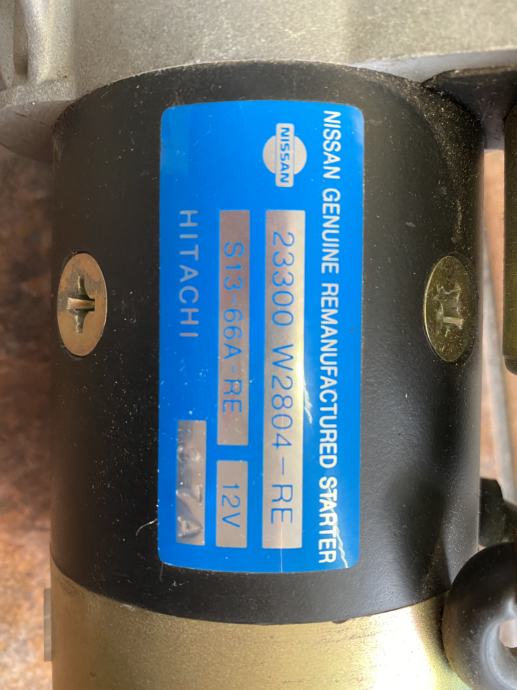 NISSAN GENUINE REMANUFACTURED STARTER
NISSAN
23300 W2804-RE
S13-66A-RE 12V
HITACHI